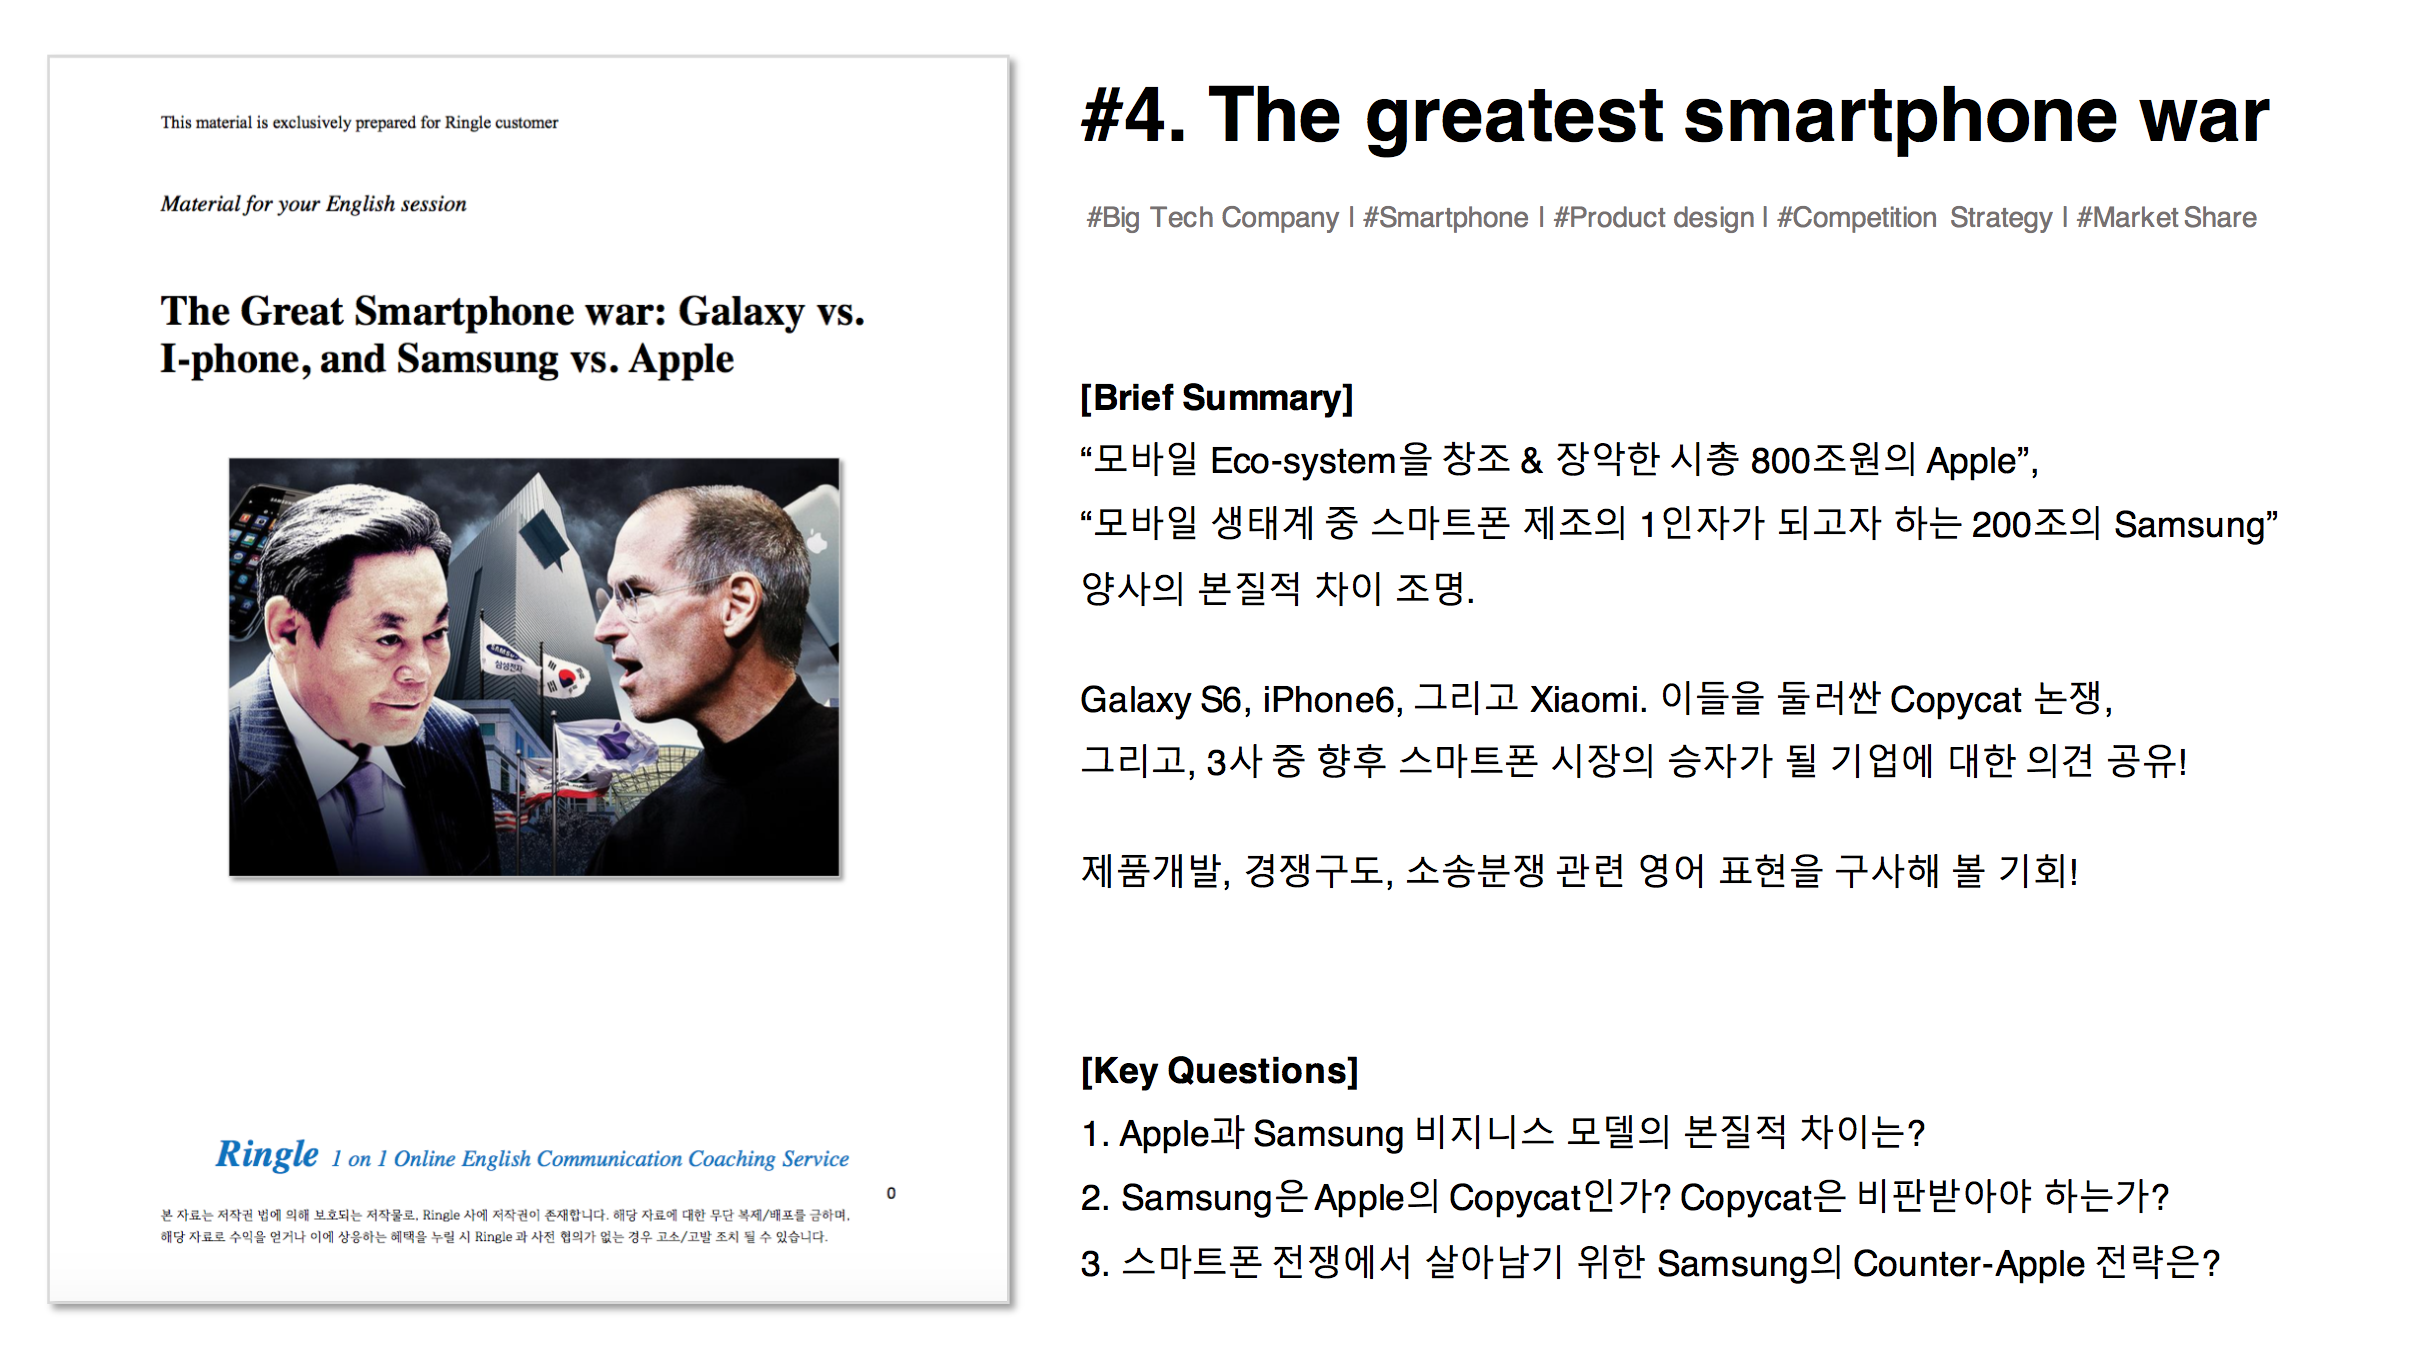 This material is exclusively prepared for Ringle customer
Material for your English session
The Great Smartphone war: Galaxy vs.
I-phone, and Samsung vs. Apple
SAMSUNG
삼성전자
Ringle 1 on 1 Online English Communication Coaching Service
0
본 자료는 저작권 법에 의해 보호되는 저작물로, Ringle 사에 저작권이 존재합니다. 해당 자료에 대한 무단 복제/배포를 금하며,
해당 자료로 수익을 얻거나 이에 상응하는 혜택을 누릴 시 Ringle 과 사전 협의가 없는 경우 고소/고발 조치 될 수 있습니다.
#4. The greatest smartphone war
#Big Tech Company | #Smartphone | #Product design | #Competition Strategy | #Market Share
[Brief Summary]
“모바일 Eco-system을 창조 & 장악한 시총 800조원의 Apple”,
“모바일 생태계 중 스마트폰 제조의 1인자가 되고자 하는 200조의 Samsung”
양사의 본질적 차이 조명.
Galaxy S6, iPhone6, 그리고 Xiaomi. 이들을 둘러싼 Copycat 논쟁,
그리고, 3사 중 향후 스마트폰 시장의 승자가 될 기업에 대한 의견 공유!
제품개발, 경쟁구도, 소송분쟁 관련 영어 표현을 구사해 볼 기회!
[Key Questions]
1. Apple과 Samsung 비지니스 모델의 본질적 차이는?
2. Samsung은 Apple의 Copycat인가? Copycat은 비판받아야 하는가?
3. 스마트폰 전쟁에서 살아남기 위한 Samsung의 Counter-Apple 전략은?